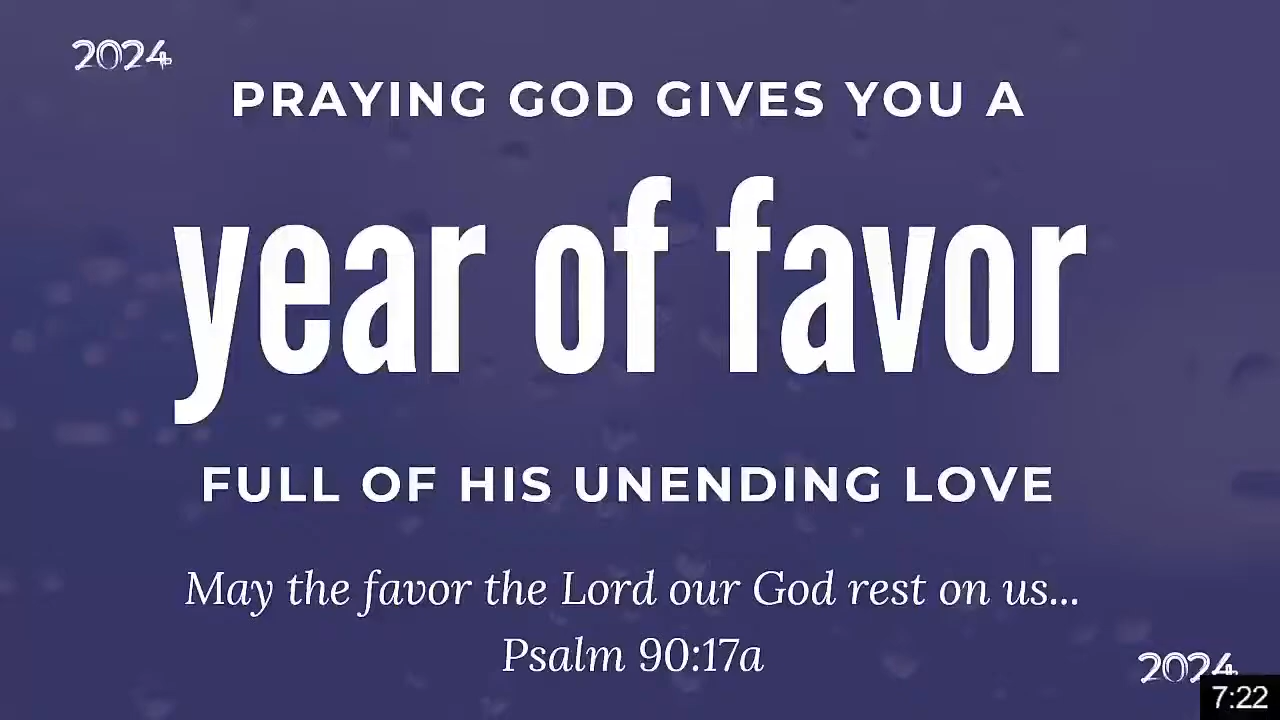 2024
PRAYING GOD GIVES YOU A
year of favor
FULL OF HIS UNENDING LOVE
May the favor the Lord our God rest on us...
Psalm 90:17a
2024
7:22